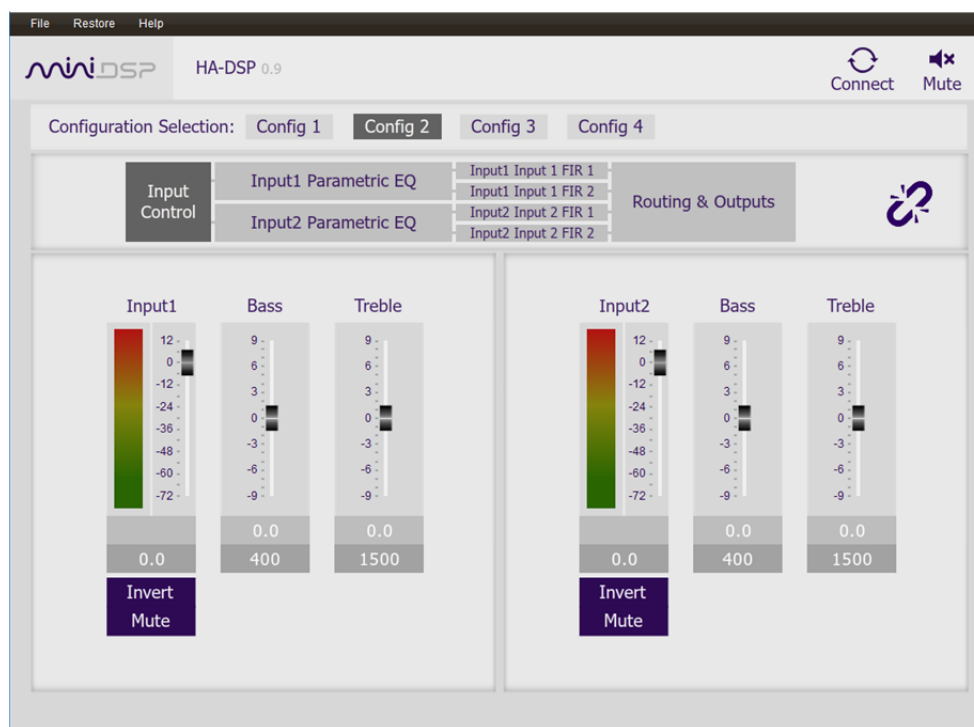 File Restore Help
miniDSP HA-DSP 0.9
Connect Mute
Configuration Selection: Config 1 Config 2 Config 3 Config 4
Input Control
Input1 Parametric EQ
Input2 Parametric EQ
Input1 Input 1 FIR 1
Input1 Input 1 FIR 2
Input2 Input 2 FIR 1
Input2 Input 2 FIR 2
Routing & Outputs
Input1 Bass Treble
12 9 9
0 6 6
-12 3 3
-24 0 0
-36 -3 -3
-48 -6 -6
-60 -9 -9
-72
0.0 0.0
0.0 400 1500
Invert
Mute
Input2 Bass Treble
12 9 9
0 6 6
-12 3 3
-24 0 0
-36 -3 -3
-48 -6 -6
-60 -9 -9
-72
0.0 0.0
0.0 400 1500
Invert
Mute